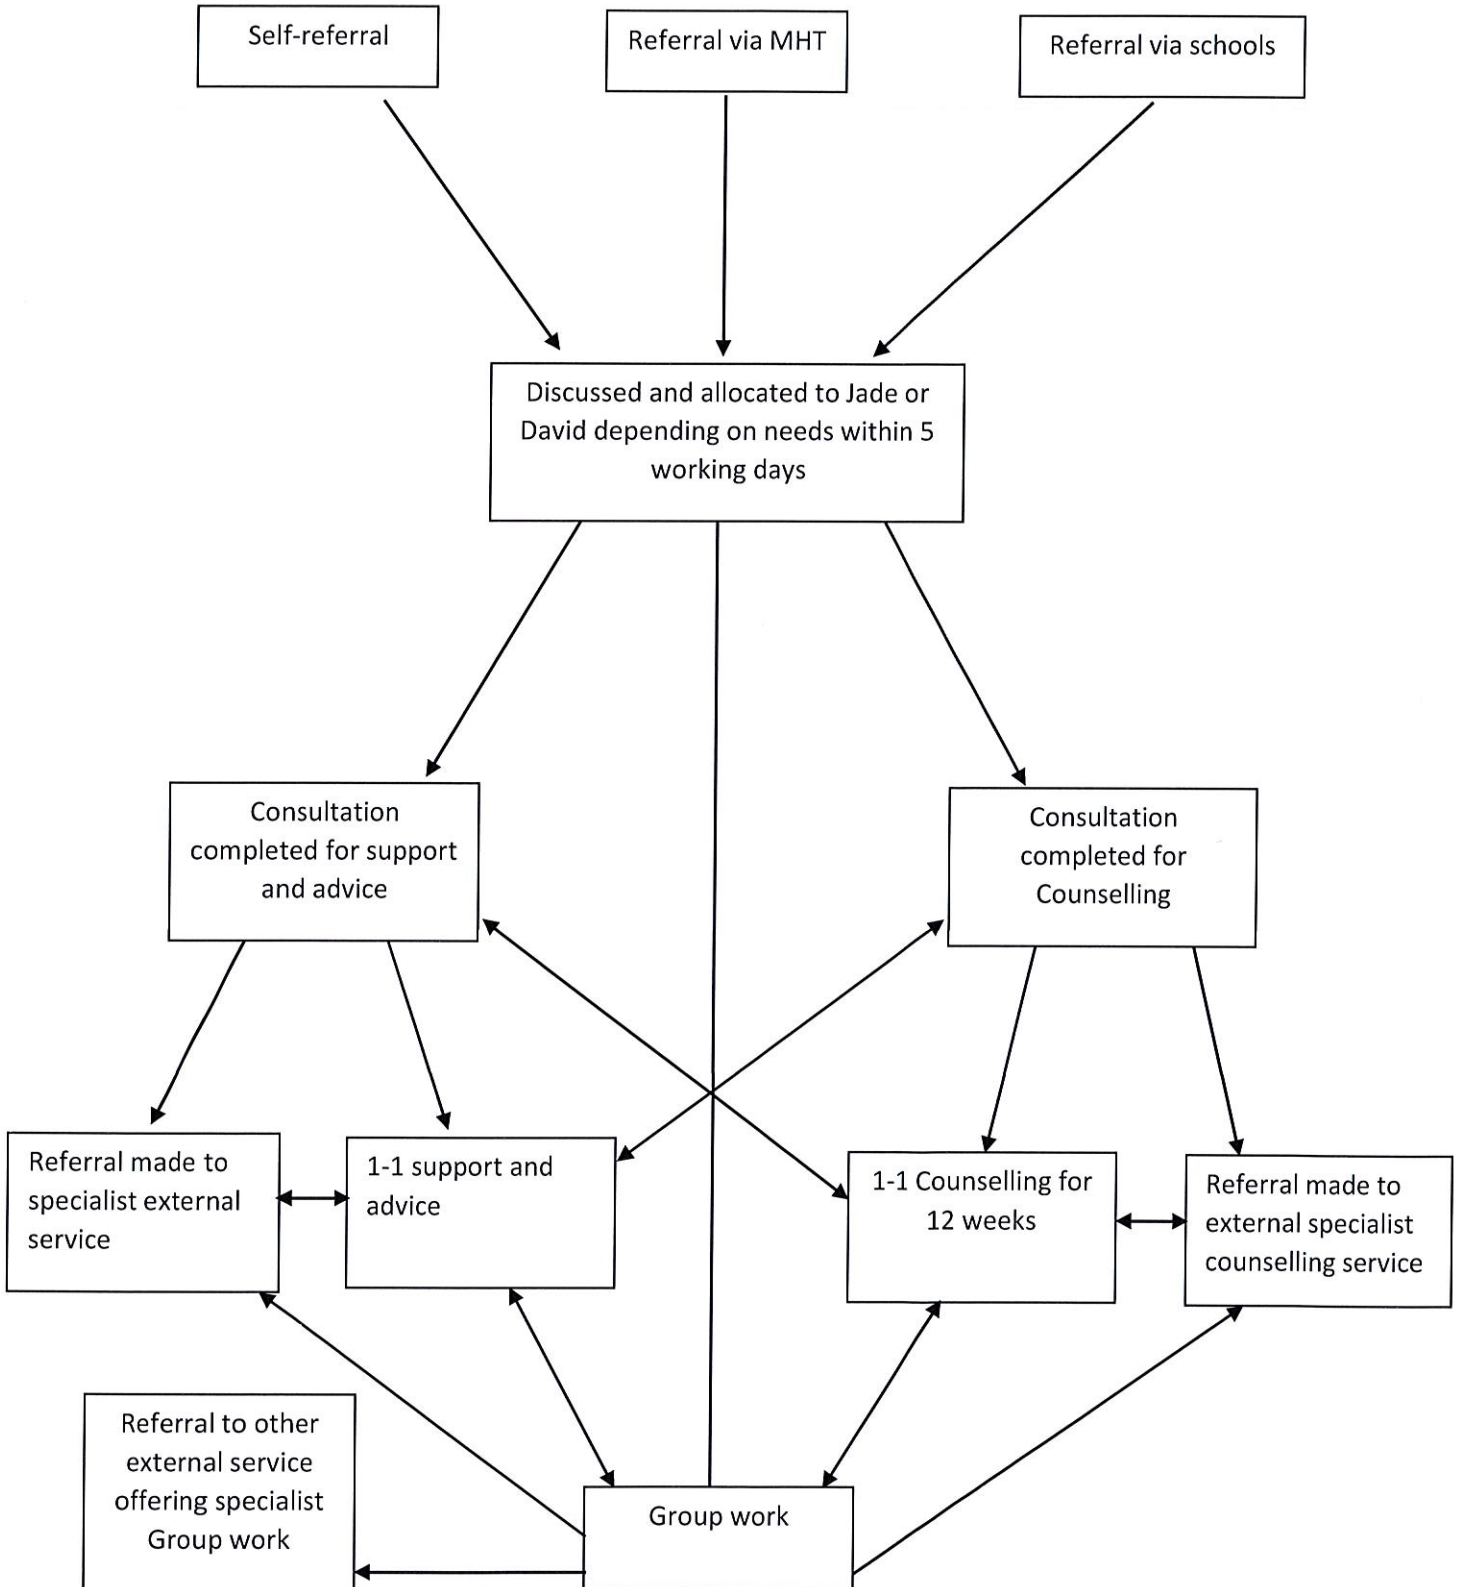 Self-referral
Referral via MHT
Referral via schools
Discussed and allocated to Jade or
David depending on needs within 5
working days
Consultation
completed for support
and advice
Consultation
completed for
Counselling
Referral made to
specialist external
service
1-1 support and
advice
1-1 Counselling for
12 weeks
Referral made to
external specialist
counselling service
Referral to other
external service
offering specialist
Group work
Group work